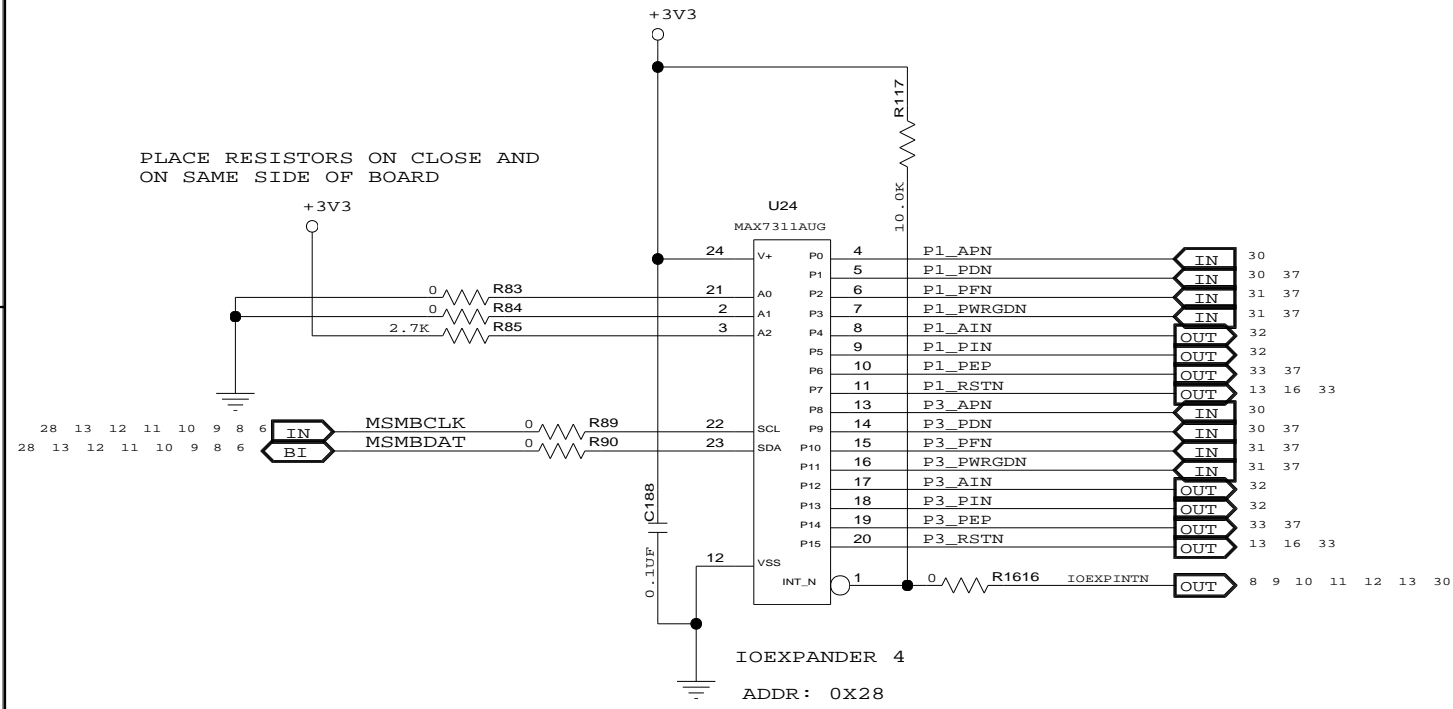 +3V3
R117
10.0K
PLACE RESISTORS ON CLOSE AND
ON SAME SIDE OF BOARD
+3V3
U24
MAX7311AUG
24 V+ P0 4 P1_APN IN 30
P1 5 P1_PDN IN 30 37
0 R83 21 A0 P2 6 P1_PFN IN 31 37
0 R84 2 A1 P3 7 P1_PWRGDN IN 31 37
2.7K R85 3 A2 P4 8 P1_AIN OUT 32
P5 9 P1_PIN OUT 32
P6 10 P1_PEP OUT 33 37
P7 11 P1_RSTN OUT 13 16 33
P8 13 P3_APN IN 30
28 13 12 11 10 9 8 6 IN MSMBCLK 0 R89 22 SCL P9 14 P3_PDN IN 30 37
28 13 12 11 10 9 8 6 BI MSMBDAT 0 R90 23 SDA P10 15 P3_PFN IN 31 37
P11 16 P3_PWRGDN IN 31 37
P12 17 P3_AIN OUT 32
P13 18 P3_PIN OUT 32
P14 19 P3_PEP OUT 33 37
P15 20 P3_RSTN OUT 13 16 33
C188
0.1UF
12 VSS
INT_N 1 0 R1616 IOEXPINTN OUT 8 9 10 11 12 13 30
IOEXPANDER 4
ADDR: 0X28